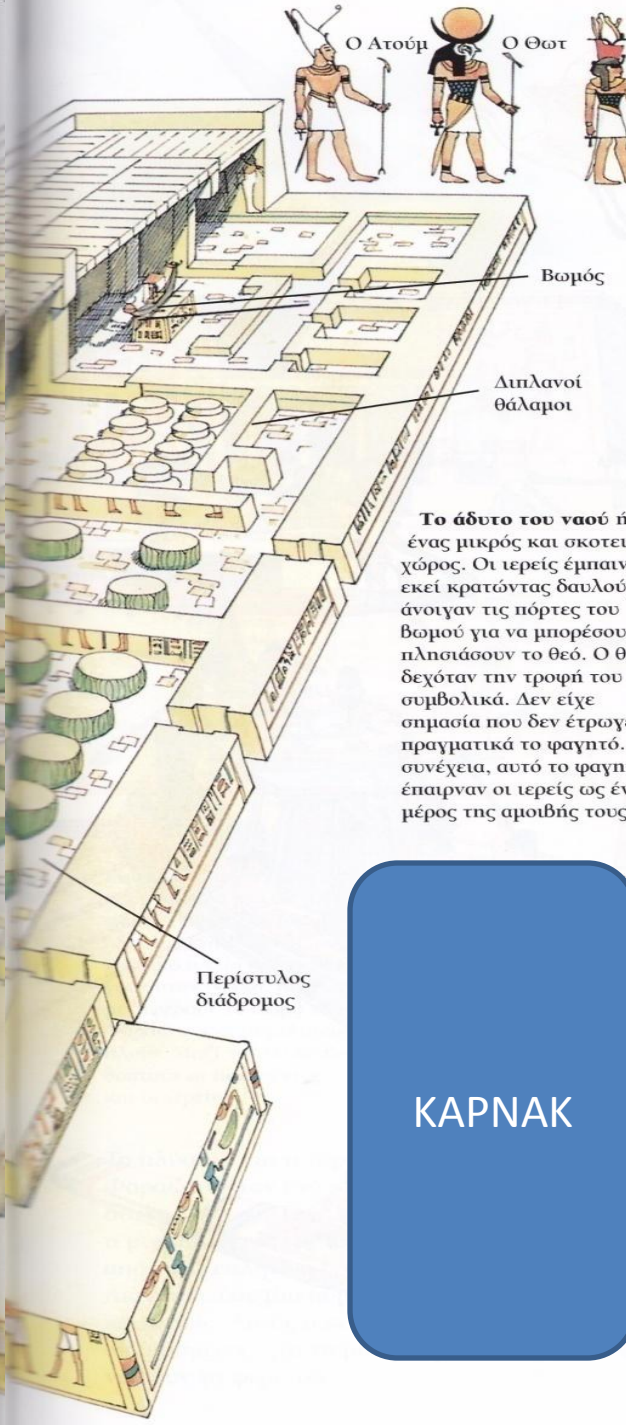 Ο Ατούμ
Ο Θωτ
Βωμός
Διπλανοί
θάλαμοι
Το άδυτο του ναού ή
ένας μικρός και σκοτει
χώρος. Οι ιερείς έμπαιν
εκεί κρατώντας δαυλού
άνοιγαν τις πόρτες του
βωμού για να μπορέσου
πλησιάσουν το θεό. Ο θ
δεχόταν την τροφή του
συμβολικά. Δεν είχε
σημασία που δεν έτρωγε
πραγματικά το φαγητό.
συνέχεια, αυτό το φαγη
έπαιρναν οι ιερείς ως έν
μέρος της αμοιβής τους
Περίστυλος
διάδρομος
ΚΑΡΝΑΚ